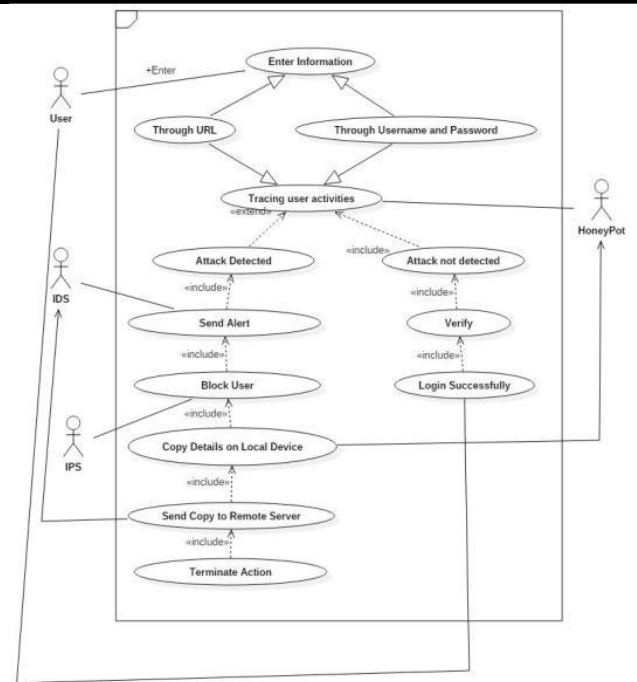 Enter Information
+Enter
User
Through URL
Through Username and Password
Tracing user activities
«extend»
HoneyPot
«include»
Attack Detected
Attack not detected
IDS
«include»
«include»
Send Alert
Verify
«include»
«include»
Block User
Login Successfully
«include»
IPS
Copy Details on Local Device
«include»
Send Copy to Remote Server
«include»
Terminate Action